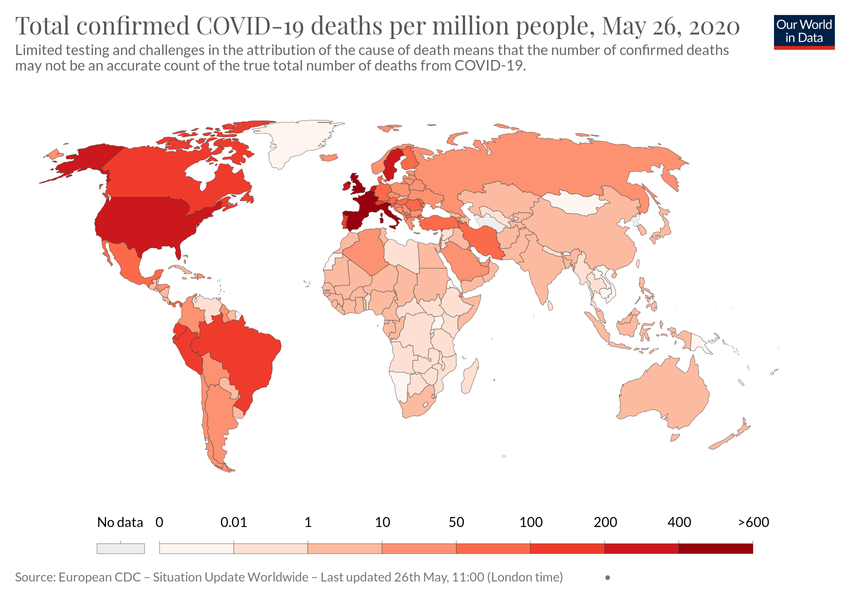 Total confirmed COVID-19 deaths per million people, May 26, 2020
Our World
in Data
Limited testing and challenges in the attribution of the cause of death means that the number of confirmed deaths
may not be an accurate count of the true total number of deaths from COVID-19.
No data 0 0.01 1 10 50 100 200 400 >600
Source: European CDC – Situation Update Worldwide – Last updated 26th May, 11:00 (London time) •